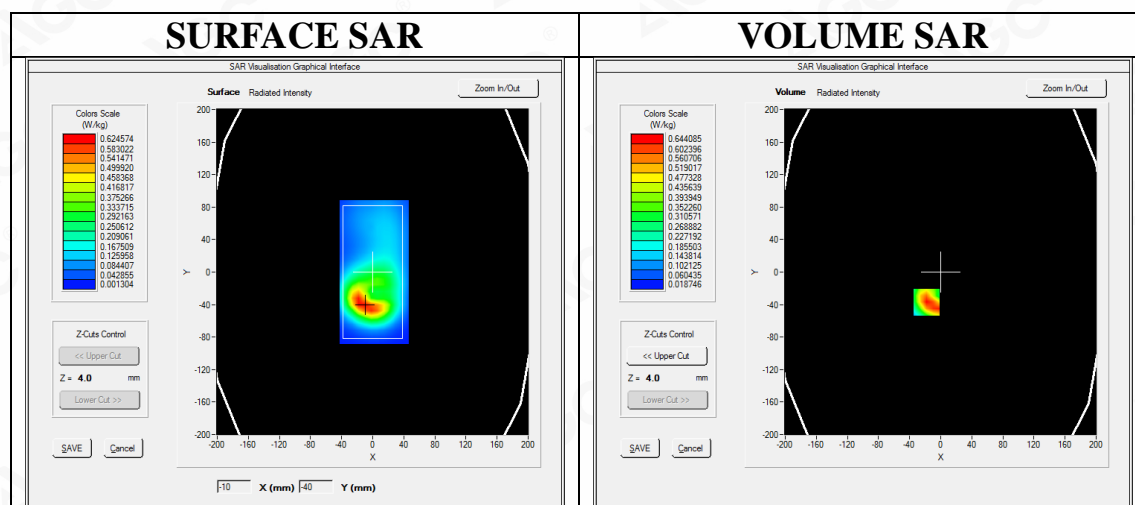 SURFACE SAR
SAR Visualisation Graphical Interface
Surface Radiated Intensity
Zoom In/Out
Colors Scale
(W/kg)
0.624574
0.583022
0.541471
0.499920
0.458368
0.416817
0.375266
0.333715
0.292163
0.250612
0.209061
0.167509
0.125958
0.084407
0.042855
0.001304
Z-Cuts Control
<< Upper Cut
Z = 4.0 mm
Lower Cut >>
SAVE Cancel
200
160
120
80
40
0
-40
-80
-120
-160
-200
Y
-200 -160 -120 -80 -40 0 40 80 120 160 200
X
-10 X (mm) -40 Y (mm)
VOLUME SAR
SAR Visualisation Graphical Interface
Volume Radiated Intensity
Zoom In/Out
Colors Scale
(W/kg)
0.644085
0.602396
0.560706
0.519017
0.477328
0.435639
0.393949
0.352260
0.310571
0.268882
0.227192
0.185503
0.143814
0.102125
0.060435
0.018746
Z-Cuts Control
<< Upper Cut
Z = 4.0 mm
Lower Cut >>
SAVE Cancel
200
160
120
80
40
0
-40
-80
-120
-160
-200
Y
-200 -160 -120 -80 -40 0 40 80 120 160 200
X